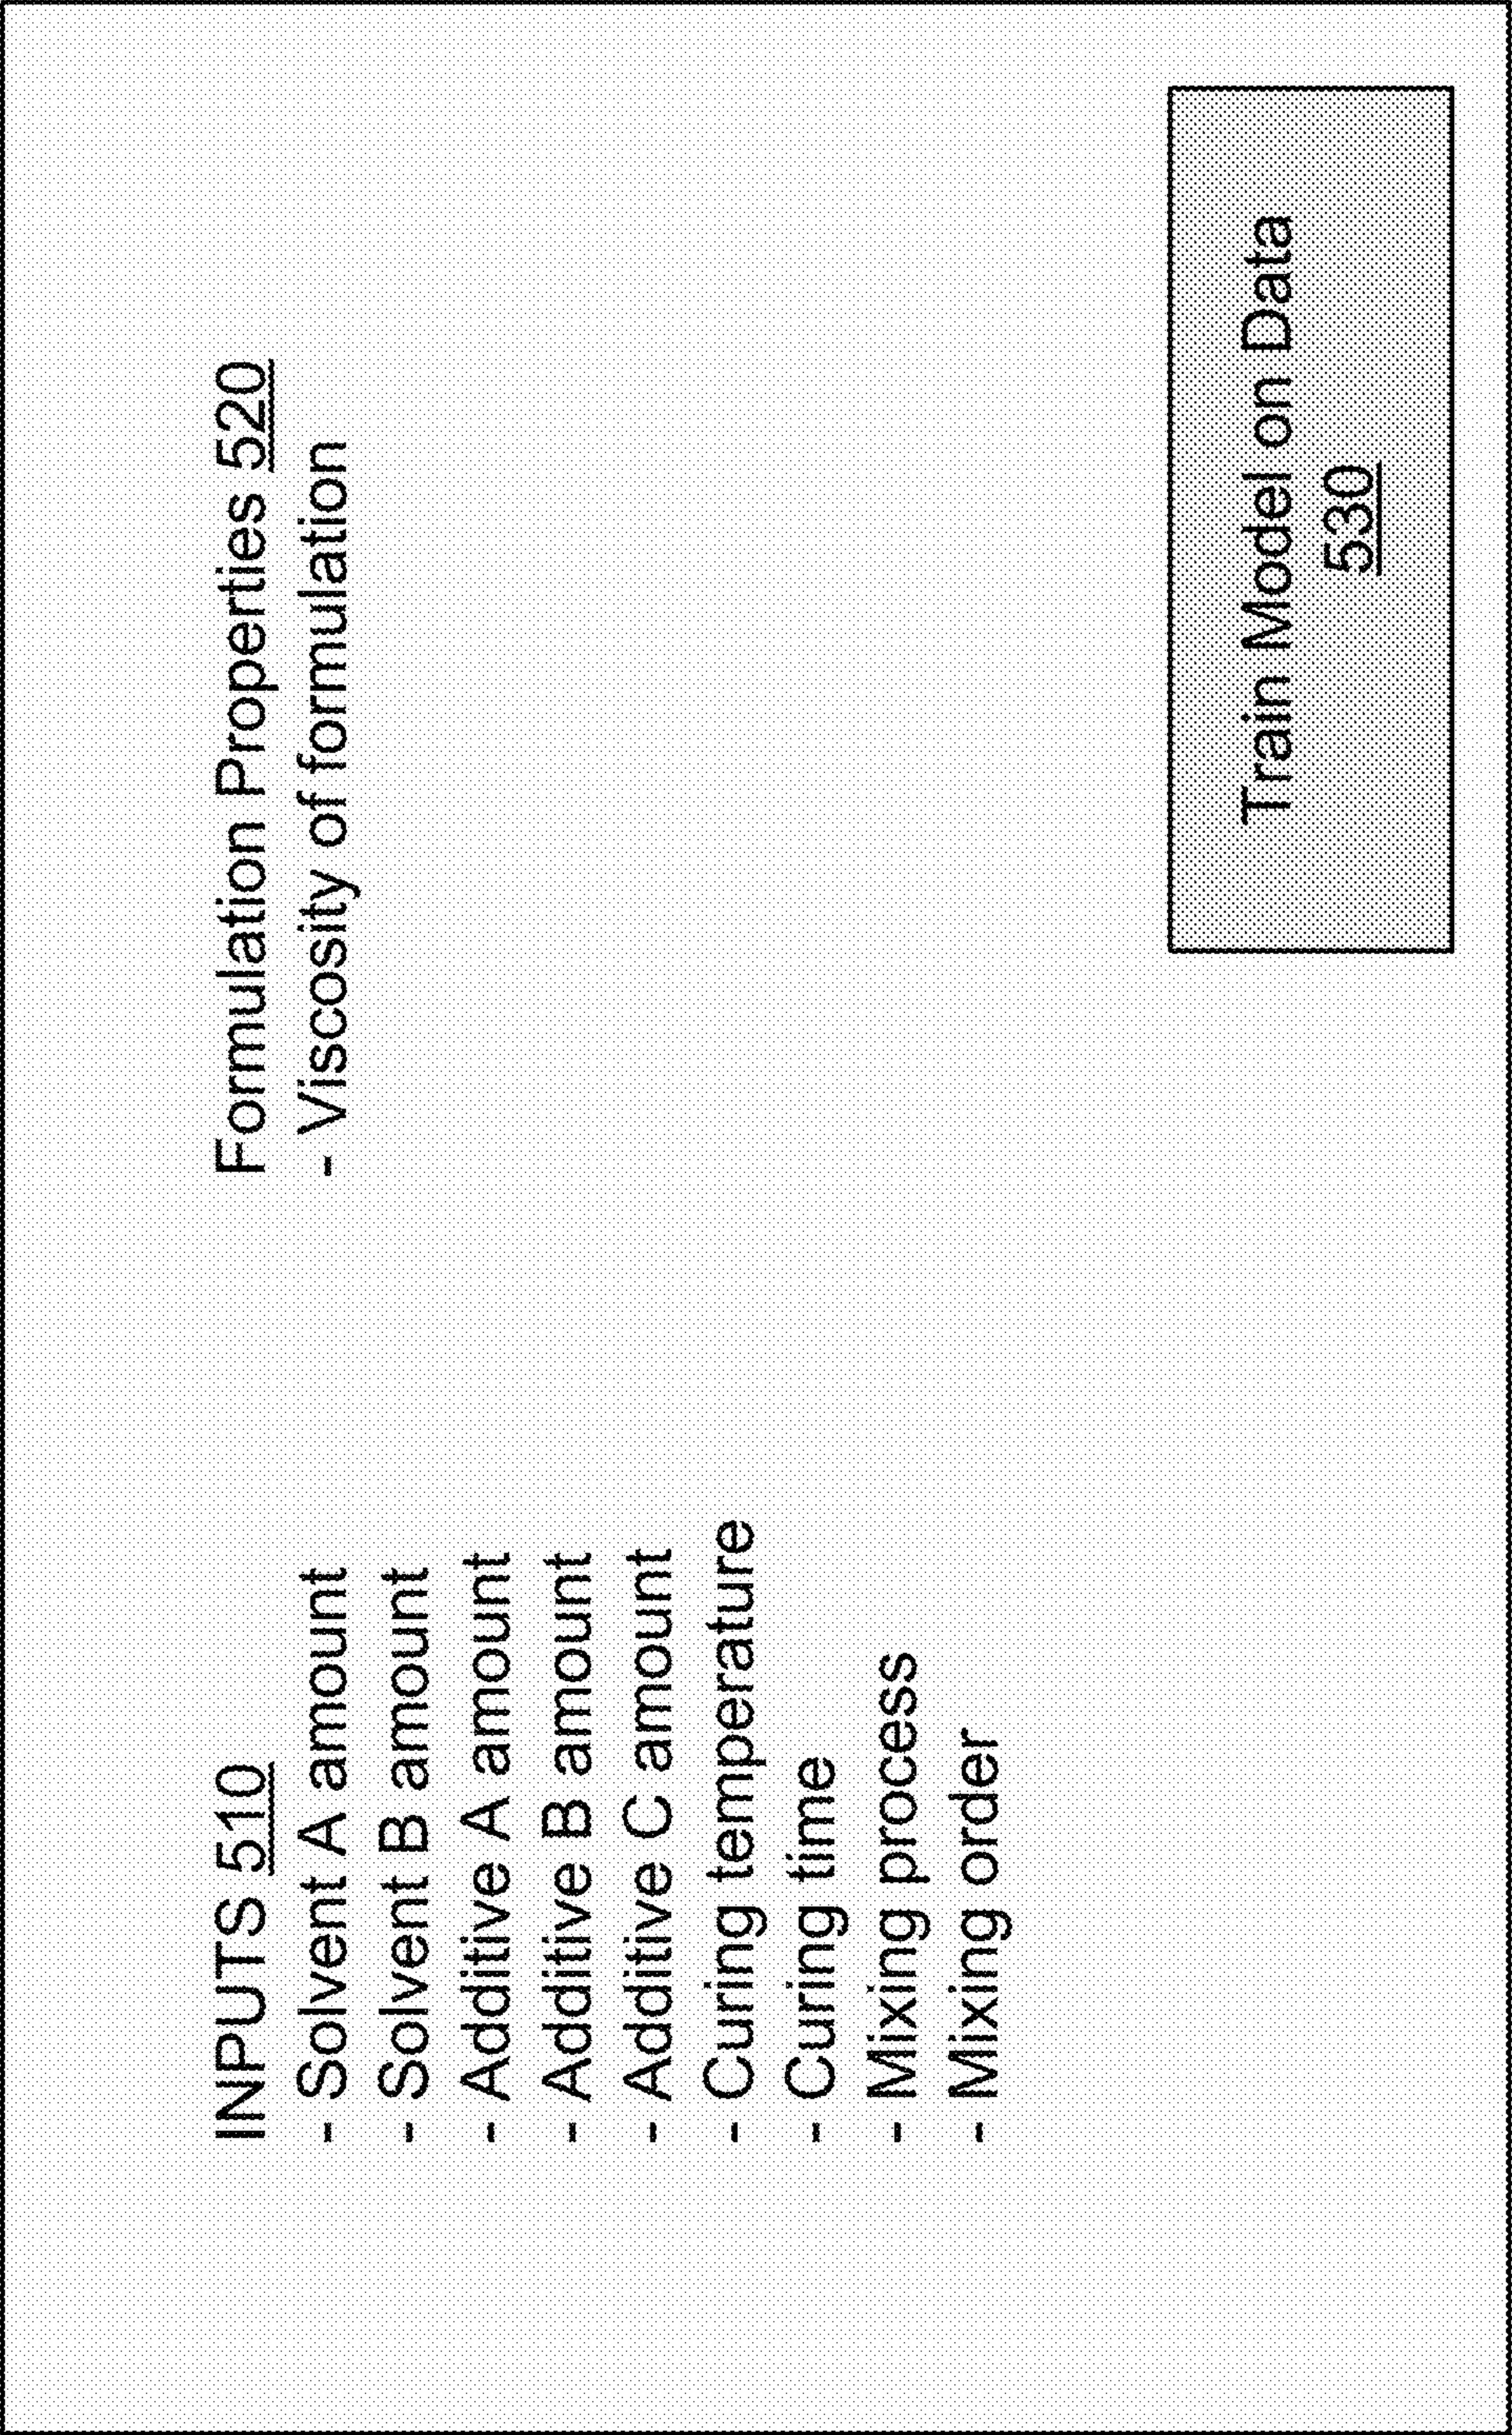 INPUTS 510
- Solvent A amount
- Solvent B amount
- Additive A amount
- Additive B amount
- Additive C amount
- Curing temperature
- Curing time
- Mixing process
- Mixing order
Formulation Properties 520
- Viscosity of formulation
Train Model on Data
530